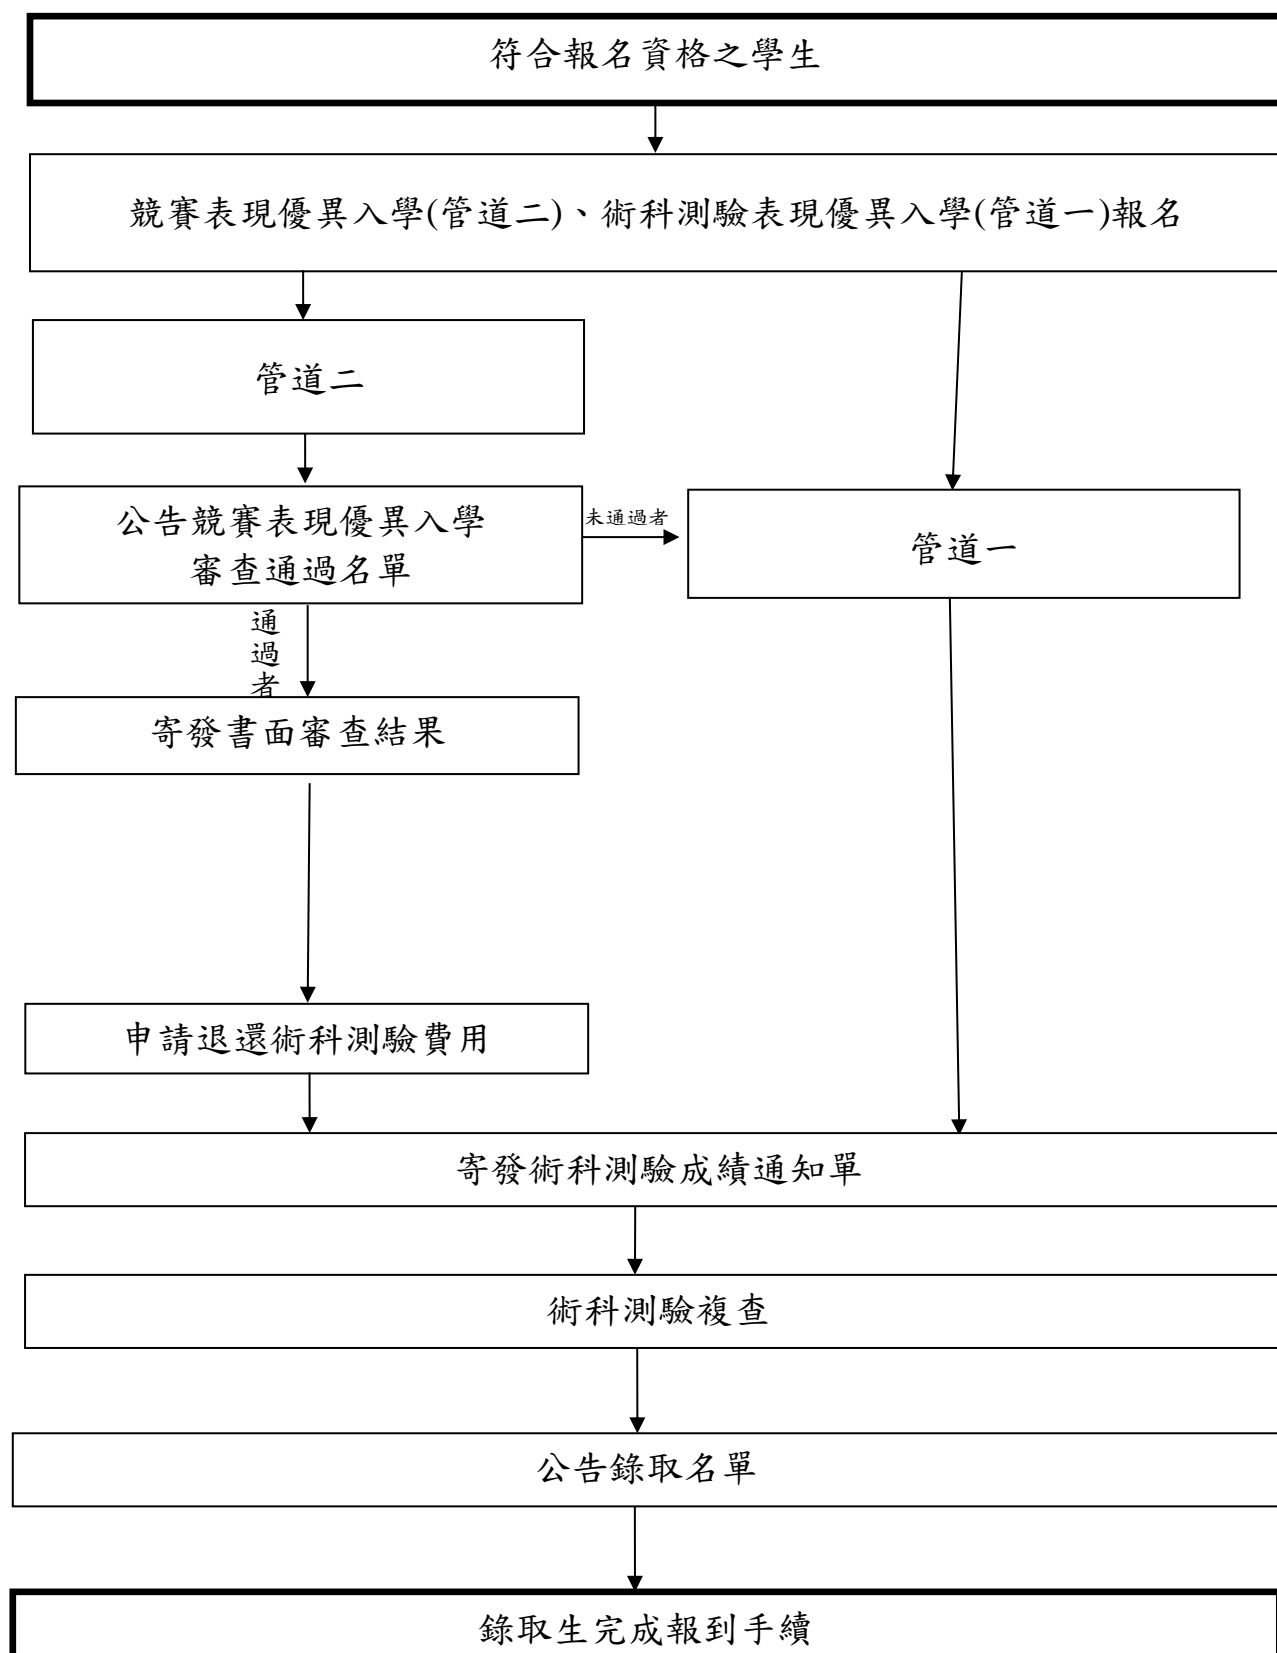 符合報名資格之學生
競賽表現優異入學(管道二)、術科測驗表現優異入學(管道一)報名
管道二
公告競賽表現優異入學
審查通過名單
未通過者
管道一
通過者
寄發書面審查結果
申請退還術科測驗費用
寄發術科測驗成績通知單
術科測驗複查
公告錄取名單
錄取生完成報到手續